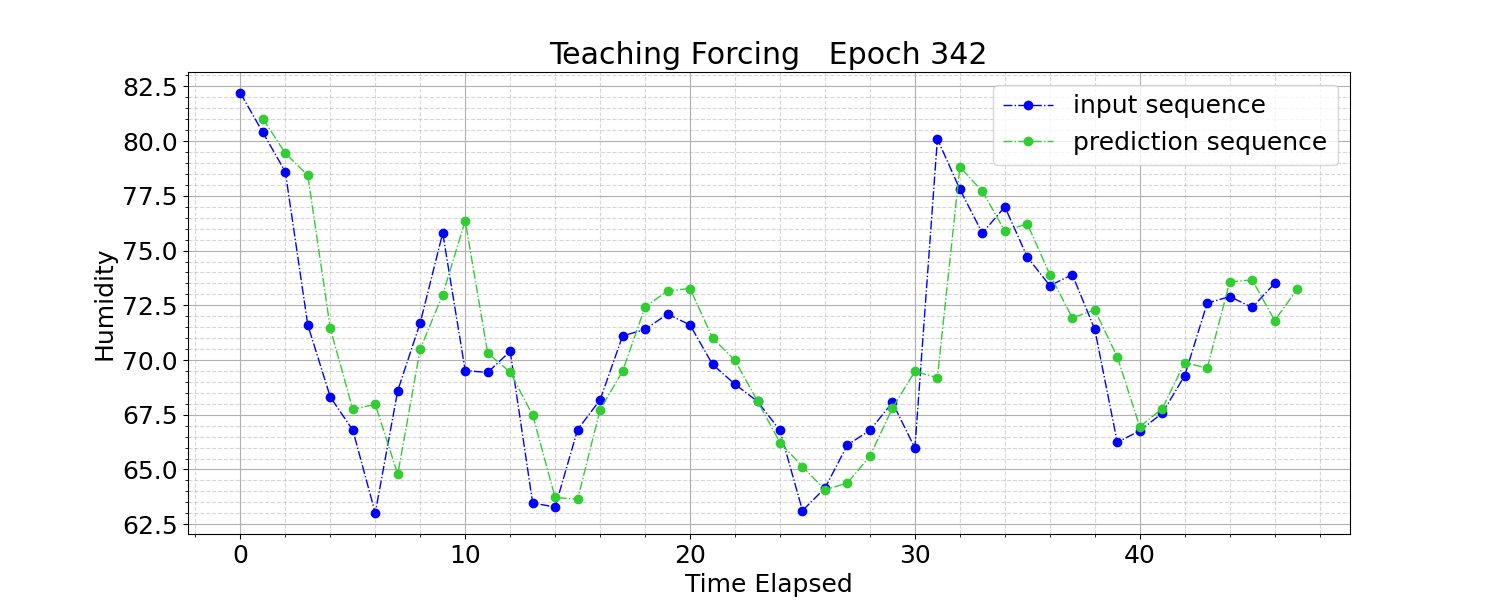 Teaching Forcing   Epoch 342
82.5
80.0
77.5
75.0
72.5
70.0
67.5
65.0
62.5
Humidity
input sequence
prediction sequence
0 10 20 30 40
Time Elapsed